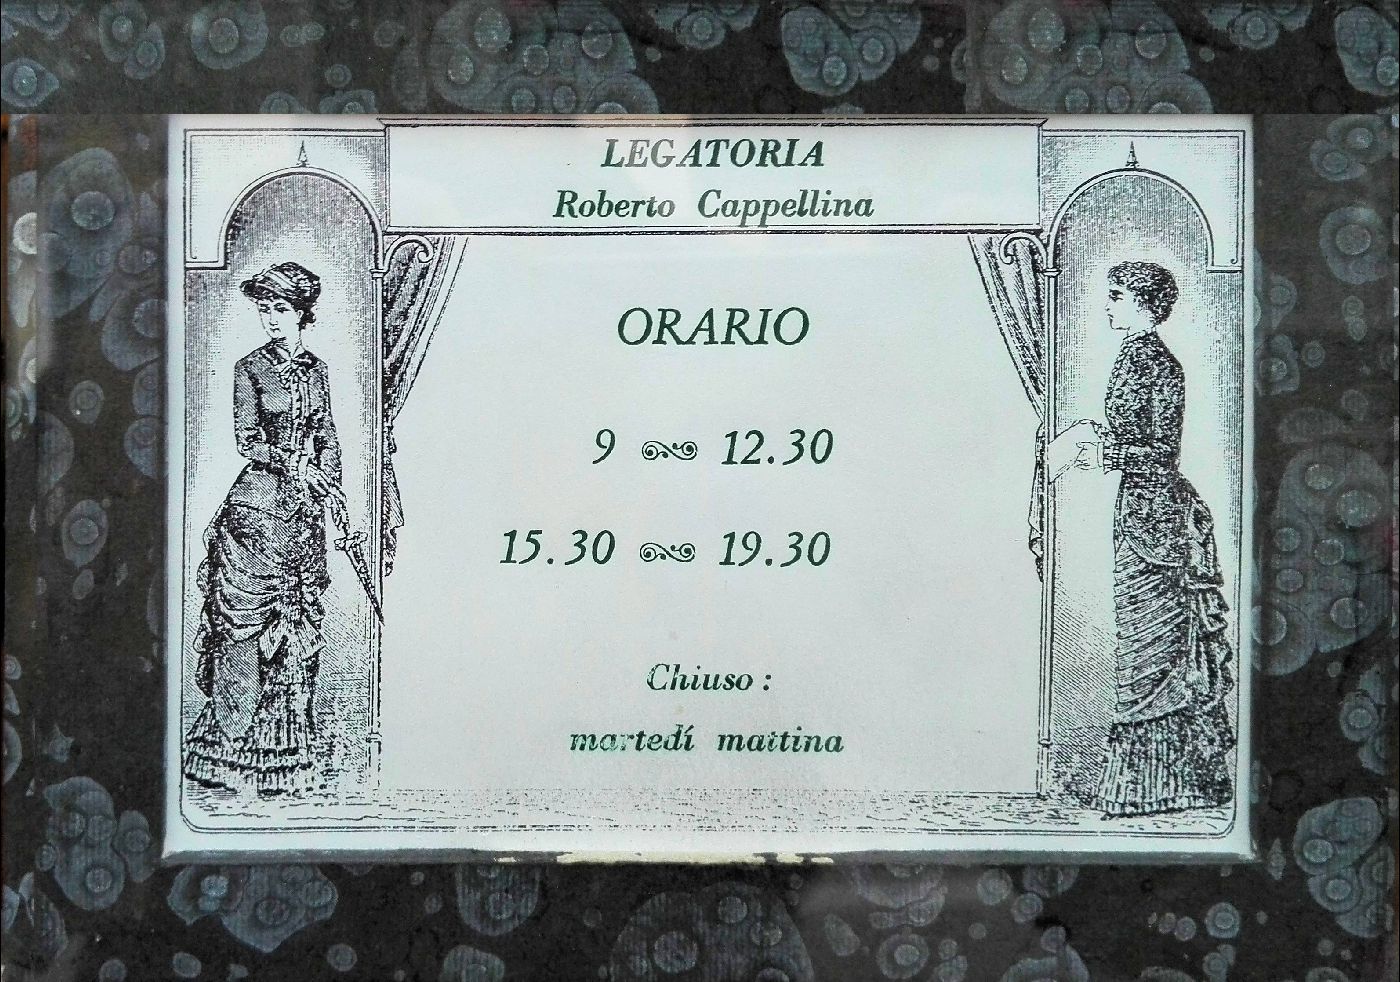 LEGATORIA
Roberto Cappellina
ORARIO
9 12.30
15.30 19.30
Chiuso :
martedí mattina